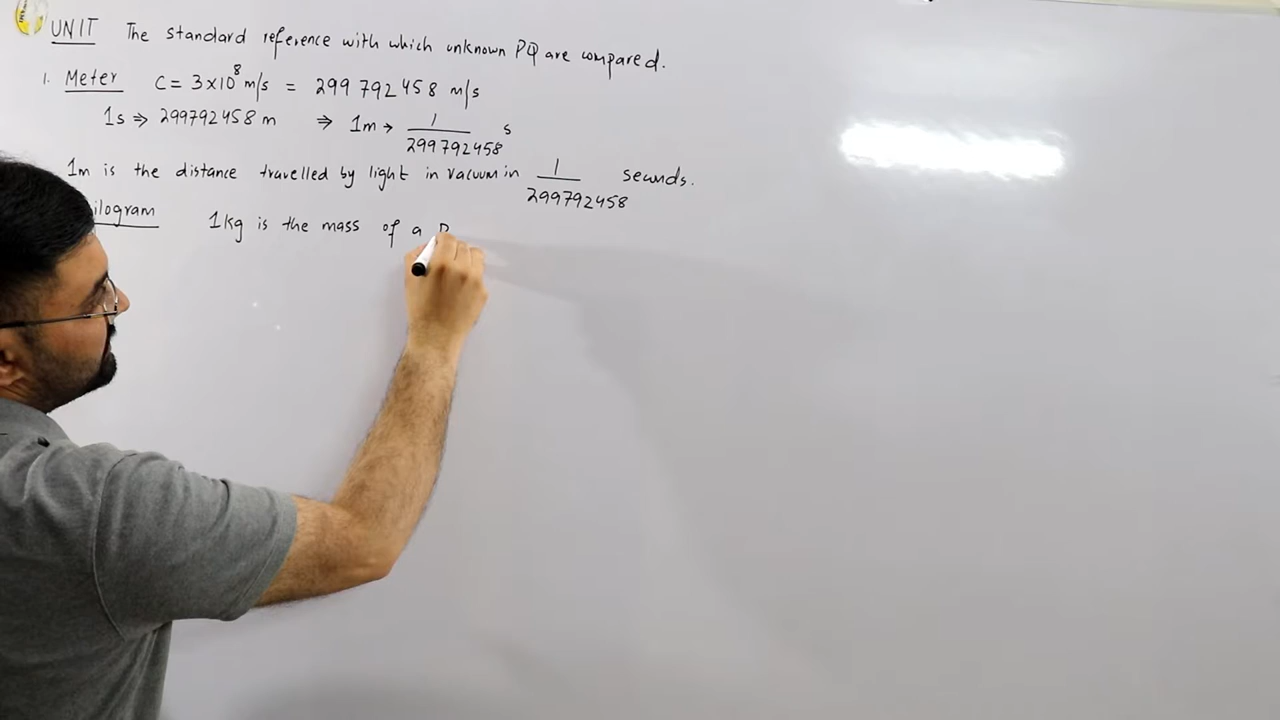 UNIT The standard reference with which unknown PQ are compared.
1. Meter C = 3×10⁸ m/s = 299 792 458 m/s
1s ⇒ 299792458 m ⇒ 1m → 1/299792458 s
1m is the distance travelled by light in vacuum in 1/299792458 seconds.
ilogram 1kg is the mass of a P